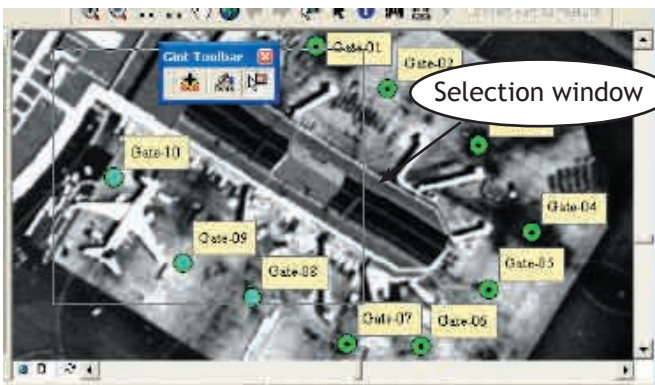 Gint Toolbar
Gate-01
Gate-02
Selection window
Gate-10
Gate-04
Gate-09
Gate-05
Gate-08
Gate-07
Gate-06